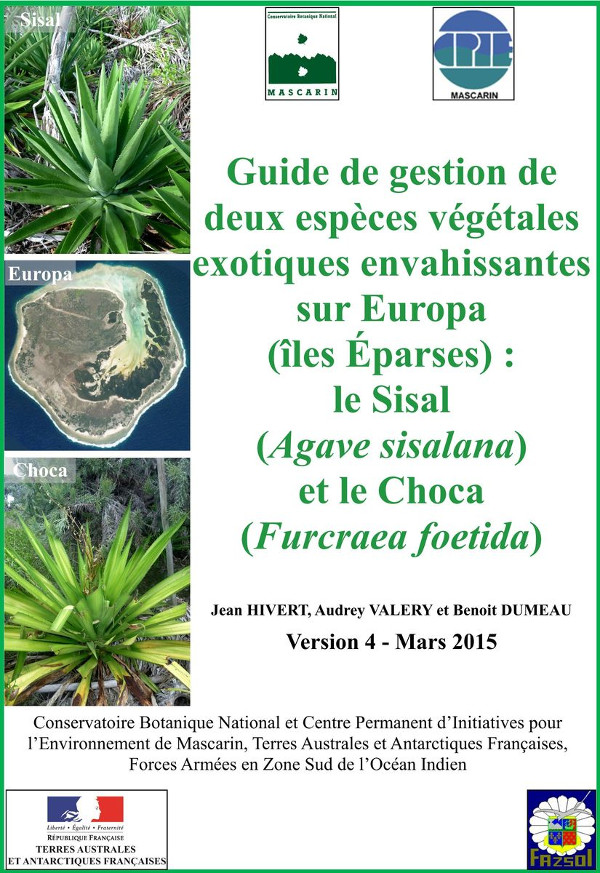 Sisal
Conservatoire Botanique National
MASCARIN
CPIE
MASCARIN
Guide de gestion de
deux espèces végétales
exotiques envahissantes
sur Europa
(îles Éparses) :
le Sisal
(Agave sisalana)
et le Choca
(Furcraea foetida)
Europa
Choca
Jean HIVERT, Audrey VALERY et Benoit DUMEAU
Version 4 - Mars 2015
Conservatoire Botanique National et Centre Permanent d’Initiatives pour
l’Environnement de Mascarin, Terres Australes et Antarctiques Françaises,
Forces Armées en Zone Sud de l’Océan Indien
Liberté • Égalité • Fraternité
RÉPUBLIQUE FRANÇAISE
TERRES AUSTRALES
ET ANTARCTIQUES FRANÇAISES
FAZSOI